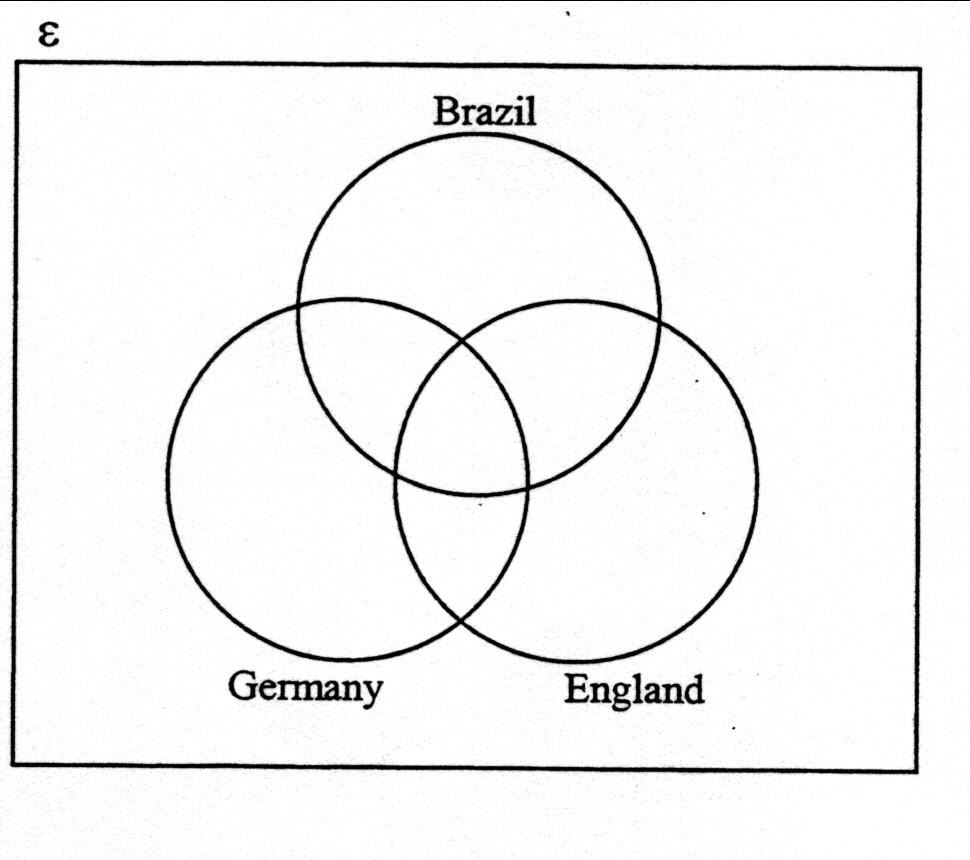 ε
Brazil
Germany
England